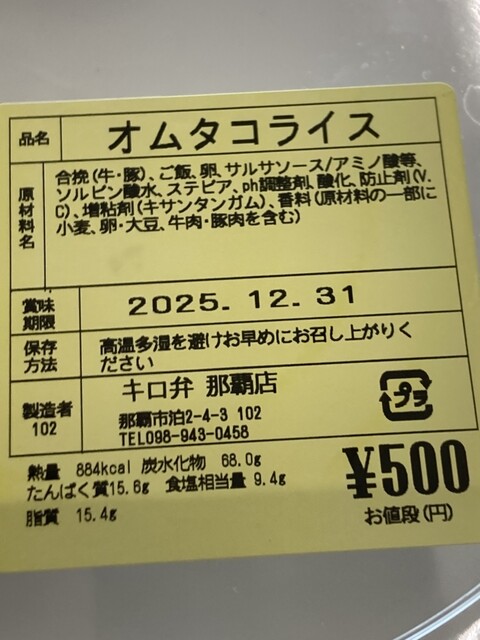 品名 オムタコライス
原材料名 合挽(牛・豚)、ご飯、卵、サルサソース/アミノ酸等、
ソルビン酸水、ステビア、ph調整剤、酸化、防止剤(V.
C)、増粘剤(キサンタンガム)、香料(原材料の一部に
小麦、卵・大豆、牛肉・豚肉を含む)
賞味期限 2025.12.31
保存方法 高温多湿を避けお早めにお召し上がりく
ださい
製造者102 キロ弁 那覇店
那覇市泊2-4-3 102
TEL098-943-0458
プラ
熱量 884kcal 炭水化物 68.0g
たんぱく質15.6g 食塩相当量 9.4g
脂質 15.4g
¥500
お値段(円)